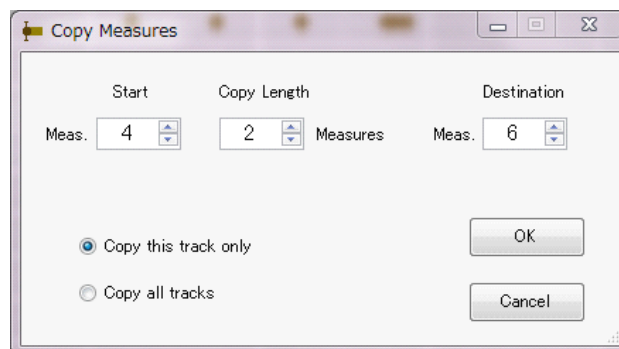 Copy Measures
Start Copy Length Destination
Meas. 4 2 Measures Meas. 6
Copy this track only
OK
Copy all tracks
Cancel